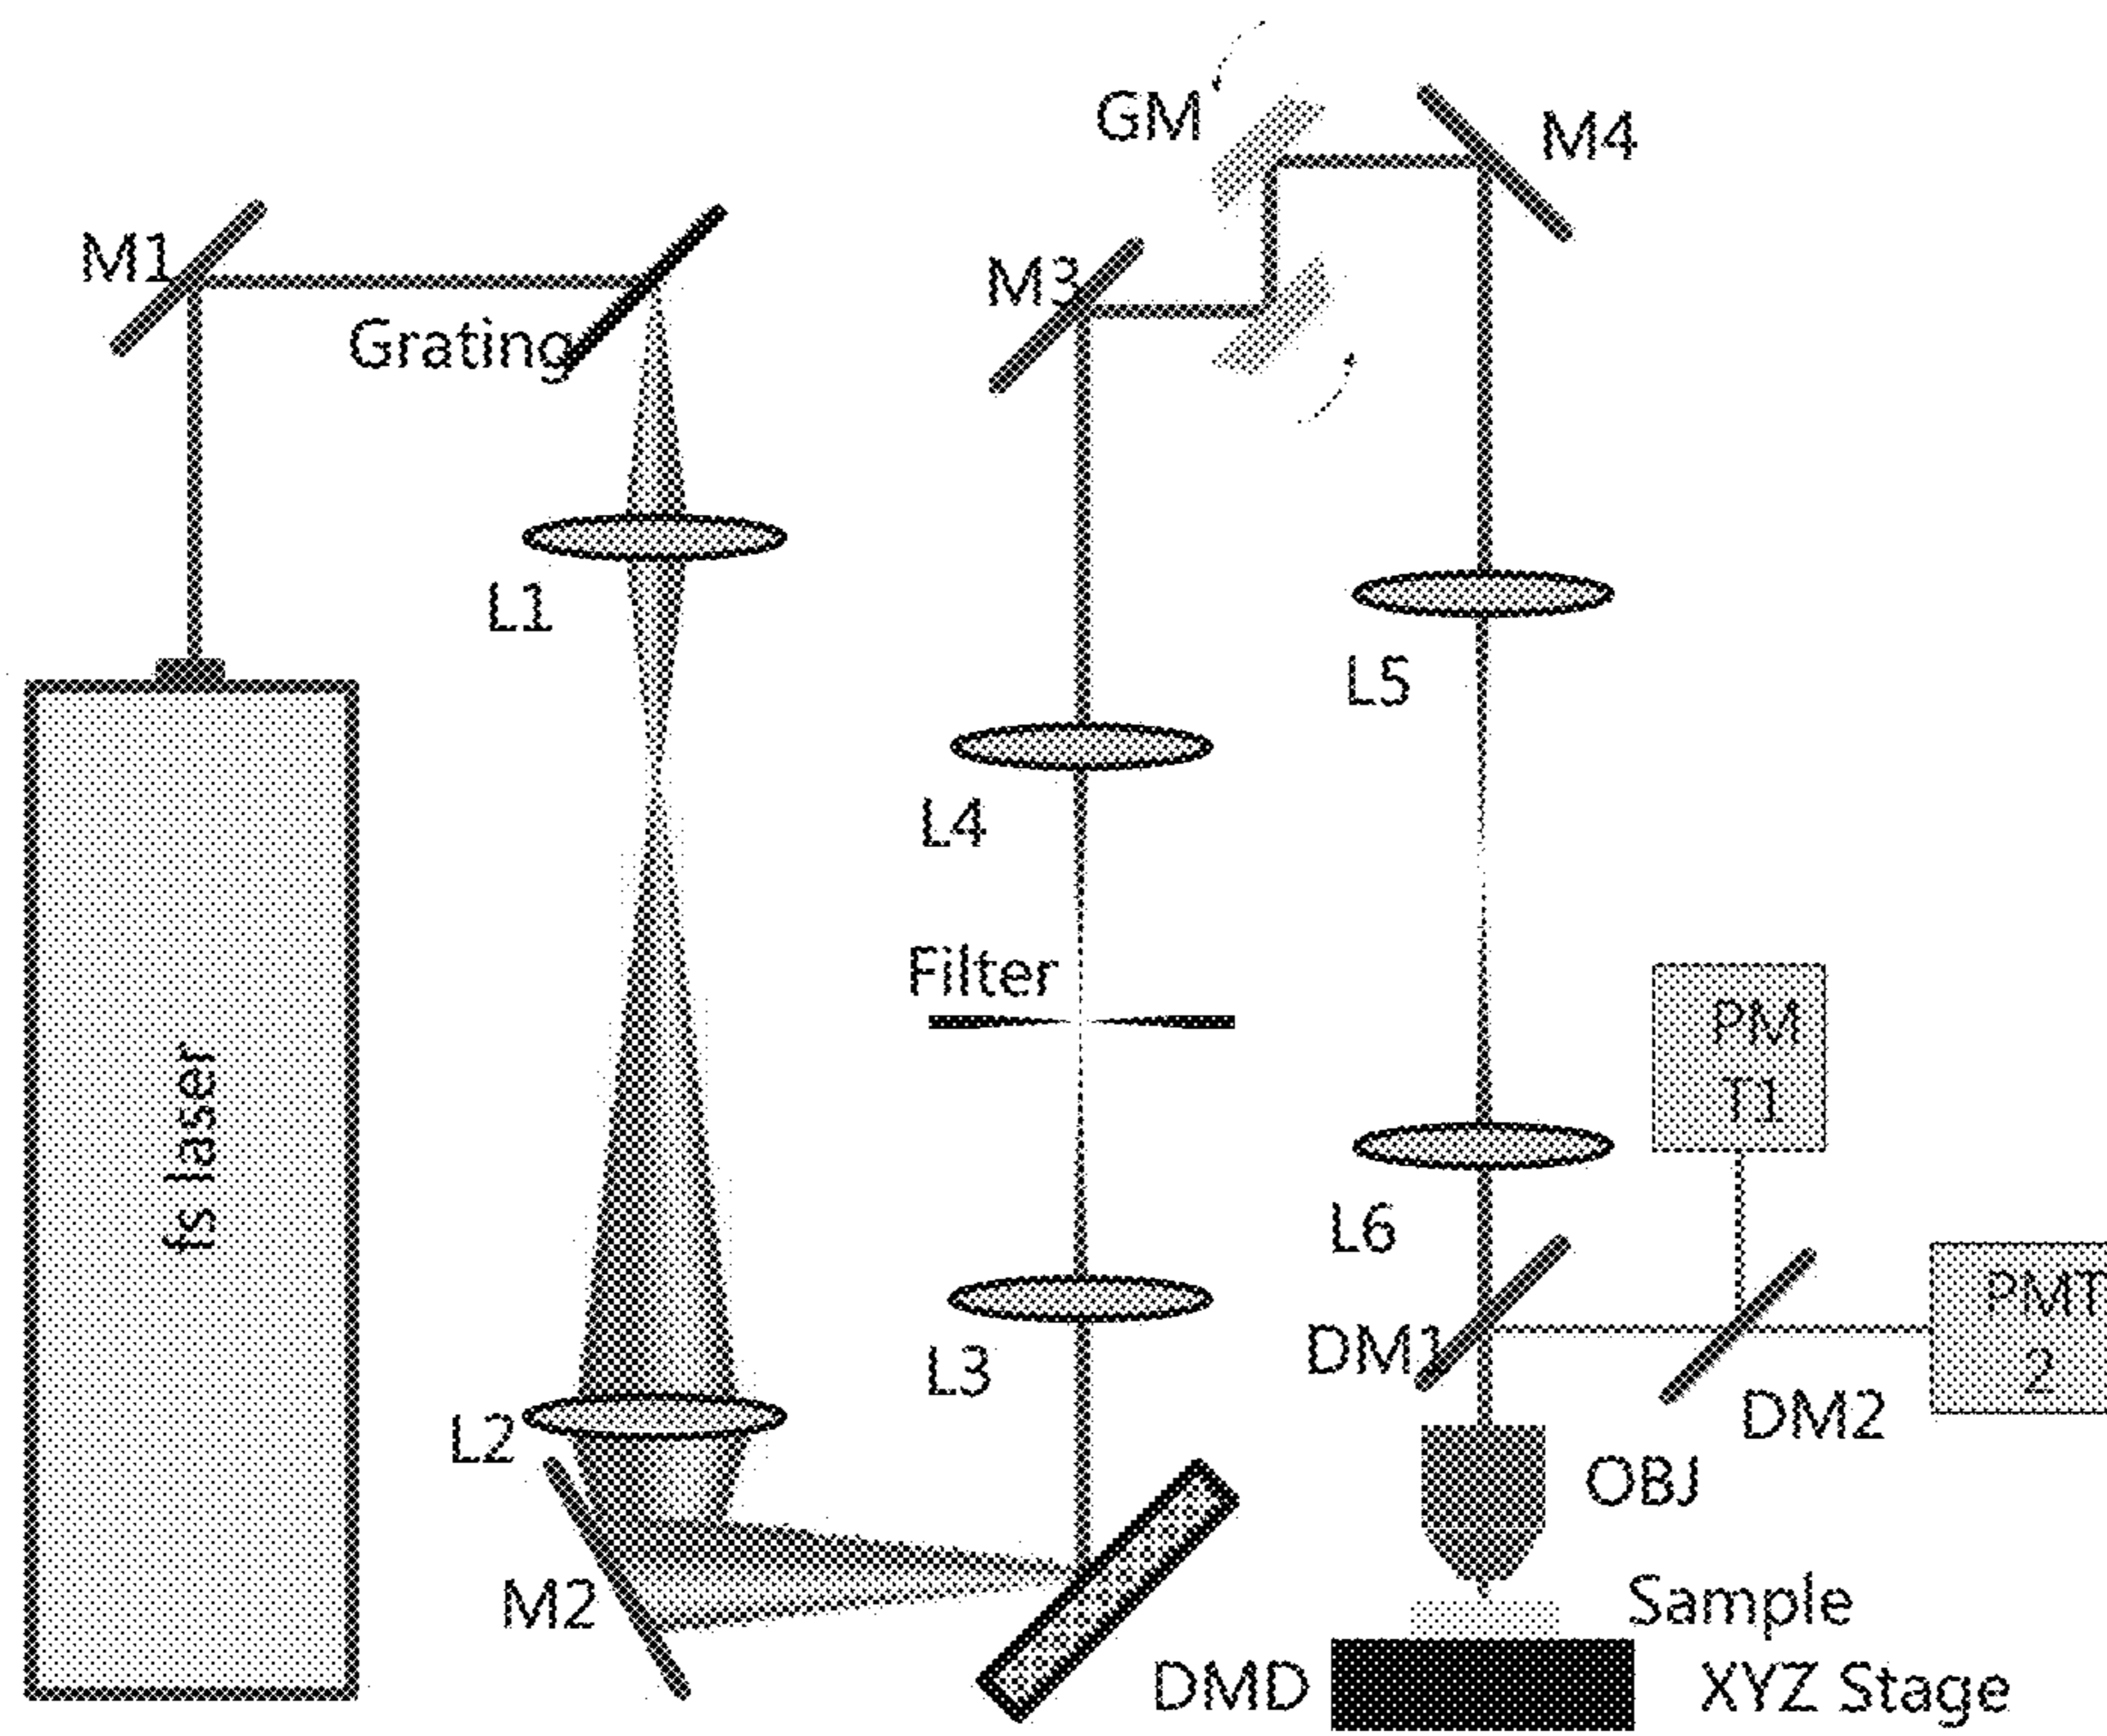 GM
M4
M1
M3
Grating
L1
L5
L4
Filter
PM
T1
fs laser
L6
PMT
2
DM1
L3
DM2
L2
OBJ
M2
Sample
DMD
XYZ Stage